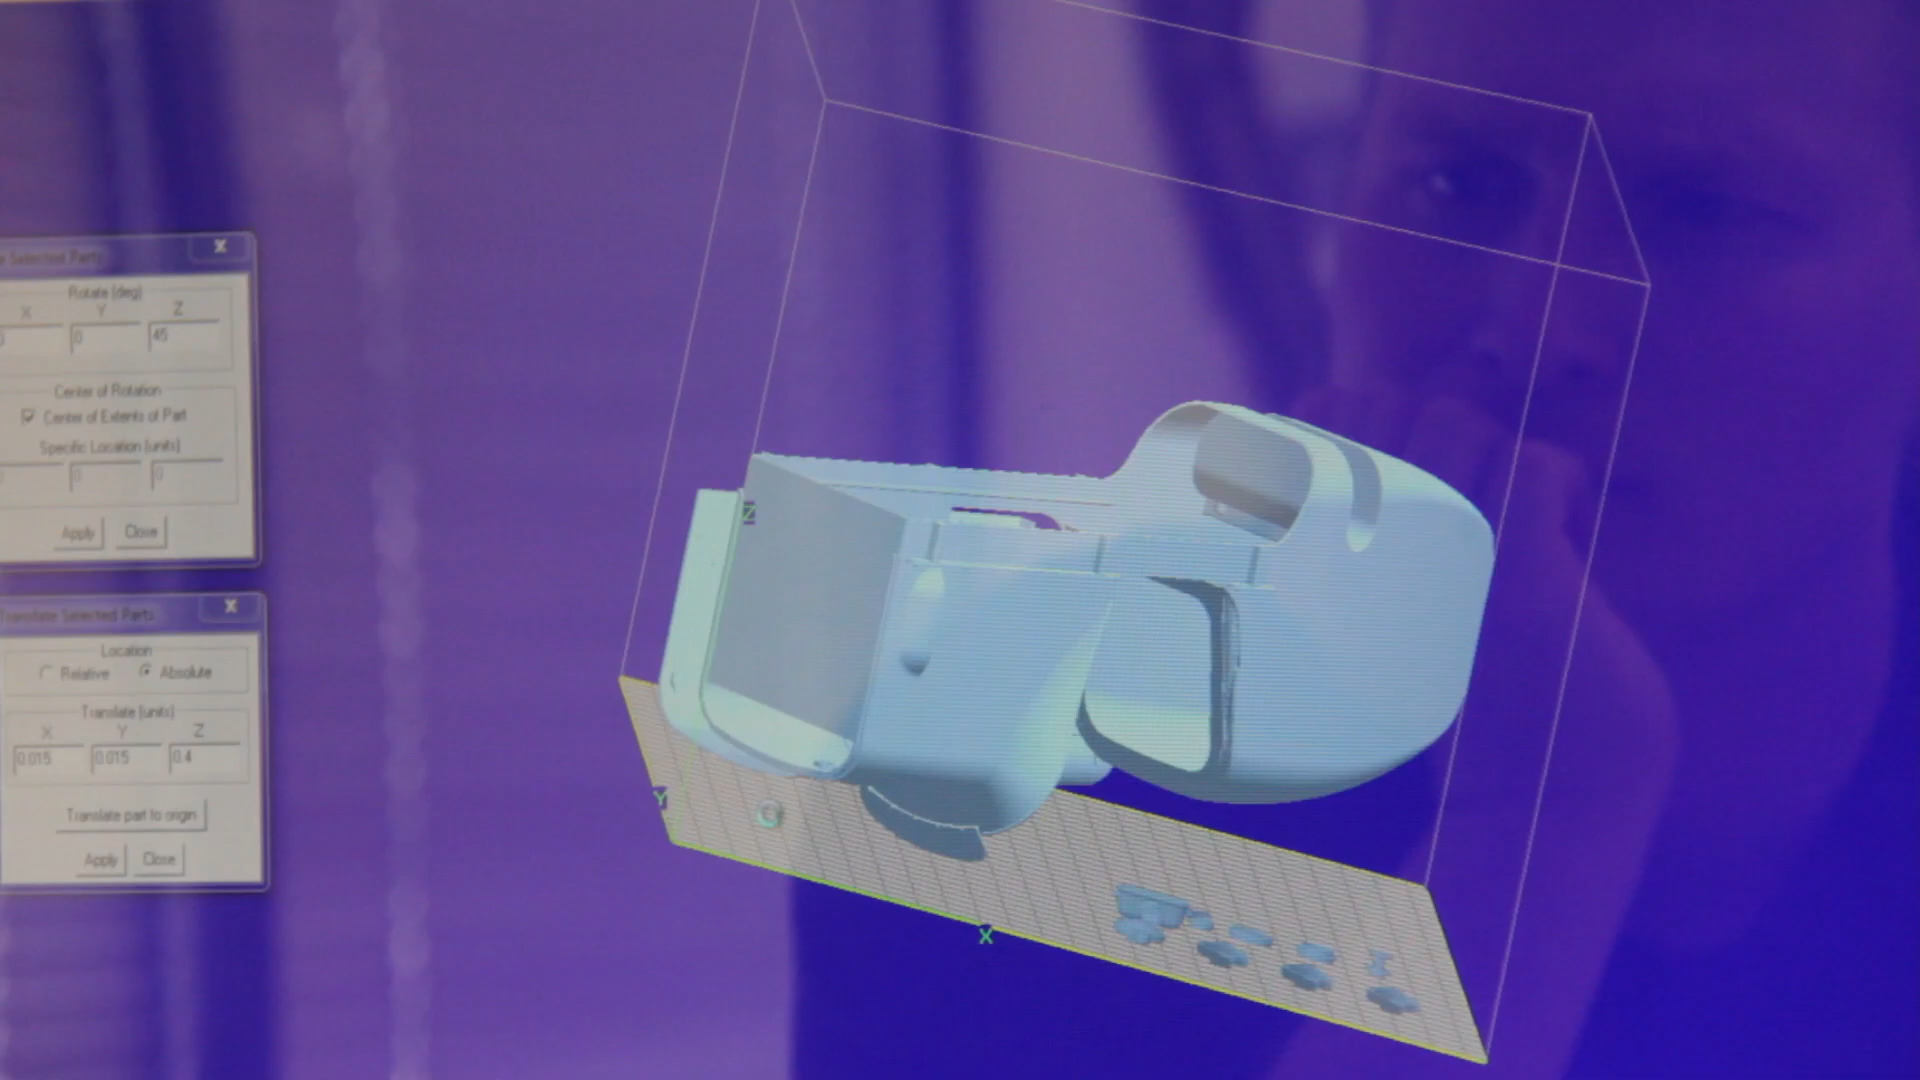 e Selected Parts
X
Rotate (deg)
X Y Z
0 0 45
Center of Rotation
Center of Extents of Part
Specific Location (units)
0 0
Apply Close
Translate Selected Parts
X
Location
Relative Absolute
Translate (units)
X Y Z
0.015 0.015 0.4
Translate part to origin
Apply Close
Z
Y
X